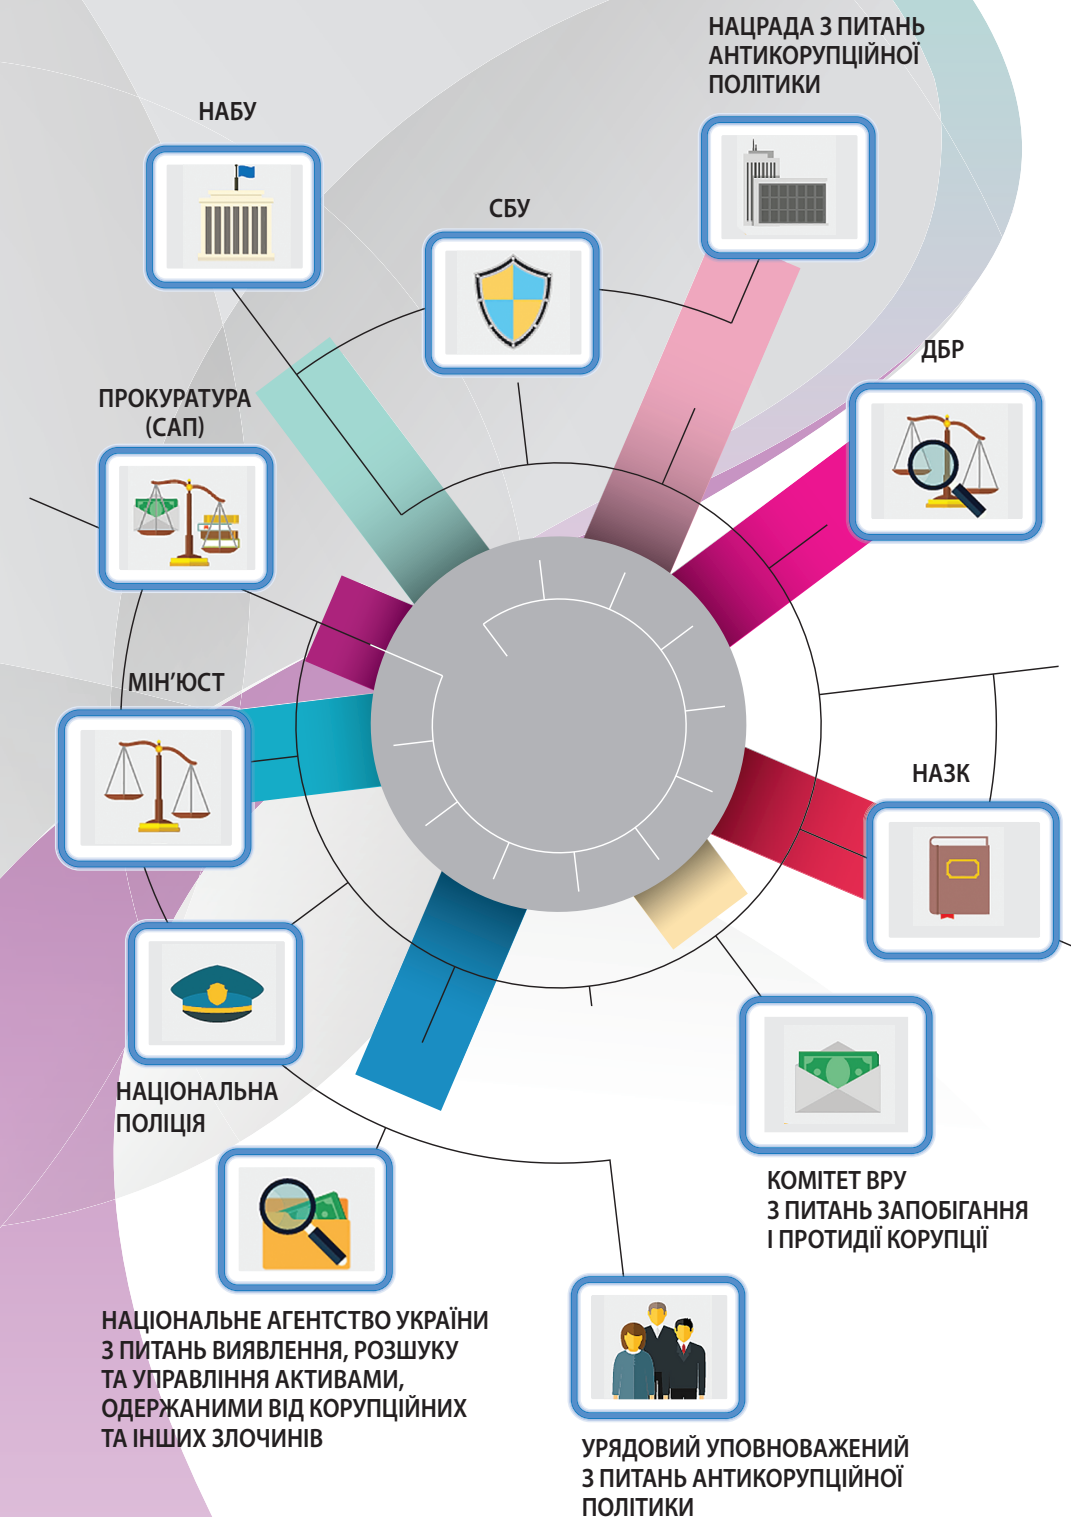 НАЦРАДА З ПИТАНЬ
АНТИКОРУПЦІЙНОЇ
ПОЛІТИКИ
НАБУ
СБУ
ДБР
ПРОКУРАТУРА
(САП)
МІН’ЮСТ
НАЗК
НАЦІОНАЛЬНА
ПОЛІЦІЯ
КОМІТЕТ ВРУ
З ПИТАНЬ ЗАПОБІГАННЯ
І ПРОТИДІЇ КОРУПЦІЇ
НАЦІОНАЛЬНЕ АГЕНТСТВО УКРАЇНИ
З ПИТАНЬ ВИЯВЛЕННЯ, РОЗШУКУ
ТА УПРАВЛІННЯ АКТИВАМИ,
ОДЕРЖАНИМИ ВІД КОРУПЦІЙНИХ
ТА ІНШИХ ЗЛОЧИНІВ
УРЯДОВИЙ УПОВНОВАЖЕНИЙ
З ПИТАНЬ АНТИКОРУПЦІЙНОЇ
ПОЛІТИКИ